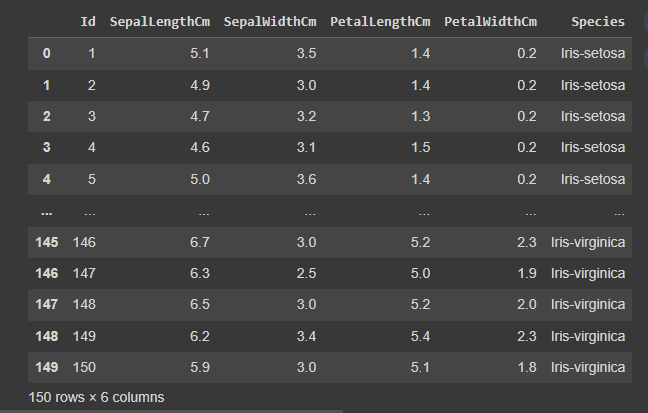 Id SepalLengthCm SepalWidthCm PetalLengthCm PetalWidthCm Species
0 1 5.1 3.5 1.4 0.2 Iris-setosa
1 2 4.9 3.0 1.4 0.2 Iris-setosa
2 3 4.7 3.2 1.3 0.2 Iris-setosa
3 4 4.6 3.1 1.5 0.2 Iris-setosa
4 5 5.0 3.6 1.4 0.2 Iris-setosa
... ... ... ... ... ... ...
145 146 6.7 3.0 5.2 2.3 Iris-virginica
146 147 6.3 2.5 5.0 1.9 Iris-virginica
147 148 6.5 3.0 5.2 2.0 Iris-virginica
148 149 6.2 3.4 5.4 2.3 Iris-virginica
149 150 5.9 3.0 5.1 1.8 Iris-virginica
150 rows × 6 columns